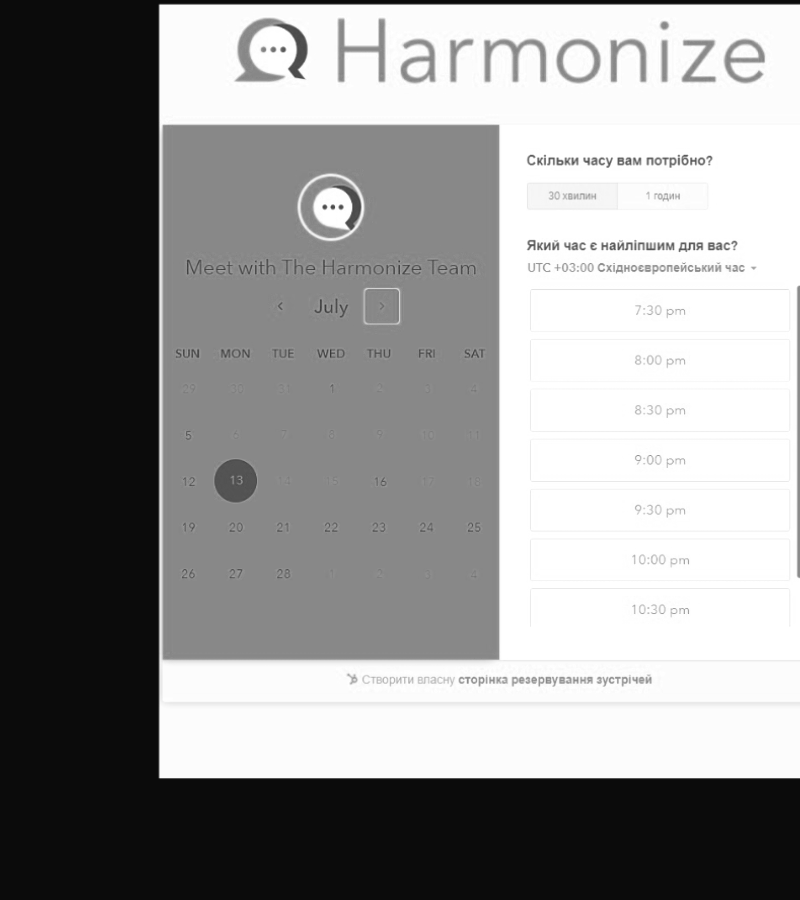 Harmonize
Meet with The Harmonize Team
July
SUN MON TUE WED THU FRI SAT
29 30 31 1 2 3 4
5 6 7 8 9 10 11
12 13 14 15 16 17 18
19 20 21 22 23 24 25
26 27 28 1 2 3 4
Скільки часу вам потрібно?
30 хвилин 1 годин
Який час є найліпшим для вас?
UTC +03:00 Східноєвропейський час
7:30 pm
8:00 pm
8:30 pm
9:00 pm
9:30 pm
10:00 pm
10:30 pm
Створити власну сторінка резервування зустрічей